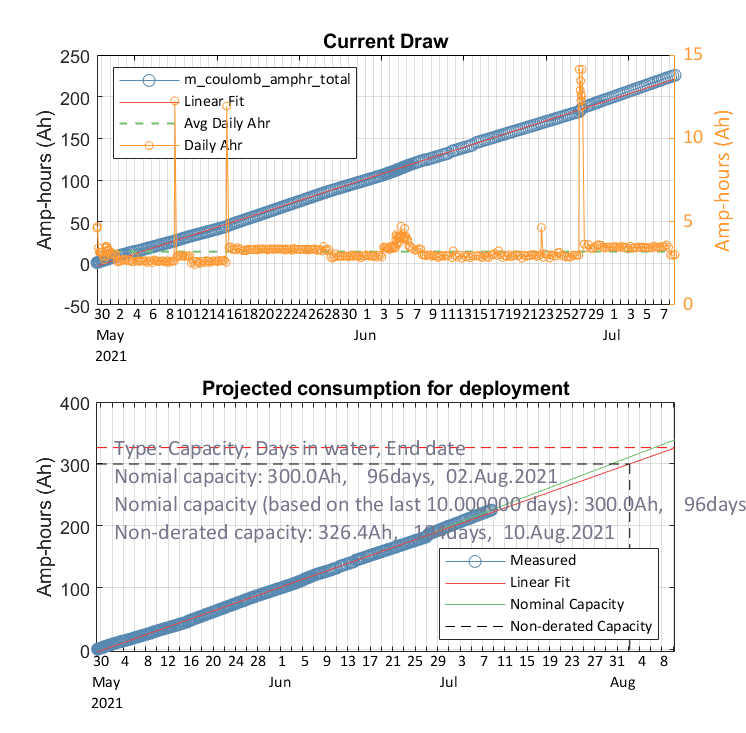 Current Draw
250
200
150
100
50
0
-50
Amp-hours (Ah)
15
10
5
0
Amp-hours (Ah)
m_coulomb_amphr_total
Linear Fit
Avg Daily Ahr
Daily Ahr
30 2 4 6 8 10 12 14 16 18 20 22 24 26 28 30 1 3 5 7 9 11 13 15 17 19 21 23 25 27 29 1 3 5 7
May Jun Jul
2021
Projected consumption for deployment
400
300
200
100
0
Amp-hours (Ah)
Type: Capacity, Days in water, End date
Nomial capacity: 300.0Ah, 96days, 02.Aug.2021
Nomial capacity (based on the last 10.000000 days): 300.0Ah, 96days
Non-derated capacity: 326.4Ah, 104days, 10.Aug.2021
Measured
Linear Fit
Nominal Capacity
Non-derated Capacity
30 4 8 12 16 20 24 28 1 5 9 13 17 21 25 29 3 7 11 15 19 23 27 31 4 8
May Jun Jul Aug
2021